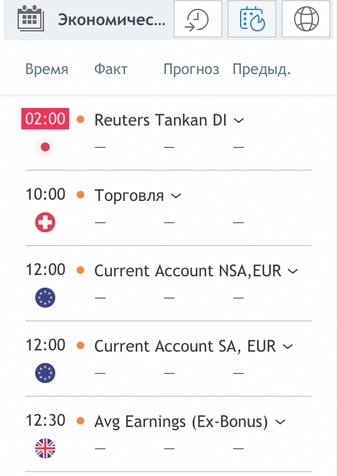 Экономичес...
Время Факт Прогноз Предыд.
02:00 Reuters Tankan DI
— — —
10:00 Торговля
— — —
12:00 Current Account NSA,EUR
— — —
12:00 Current Account SA, EUR
— — —
12:30 Avg Earnings (Ex-Bonus)
— — —